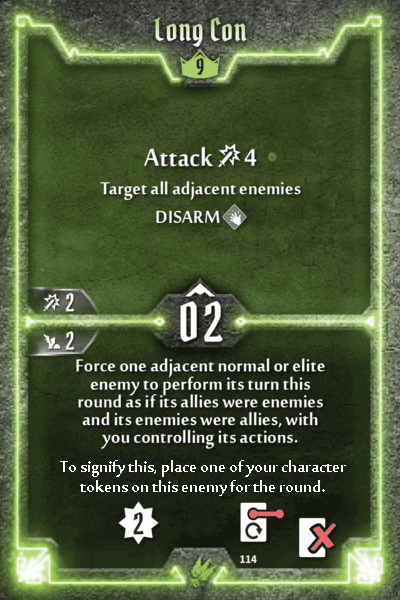 Long Con
9
Attack 4
Target all adjacent enemies
DISARM
2
02
2
Force one adjacent normal or elite
enemy to perform its turn this
round as if its allies were enemies
and its enemies were allies, with
you controlling its actions.
To signify this, place one of your character
tokens on this enemy for the round.
2
114